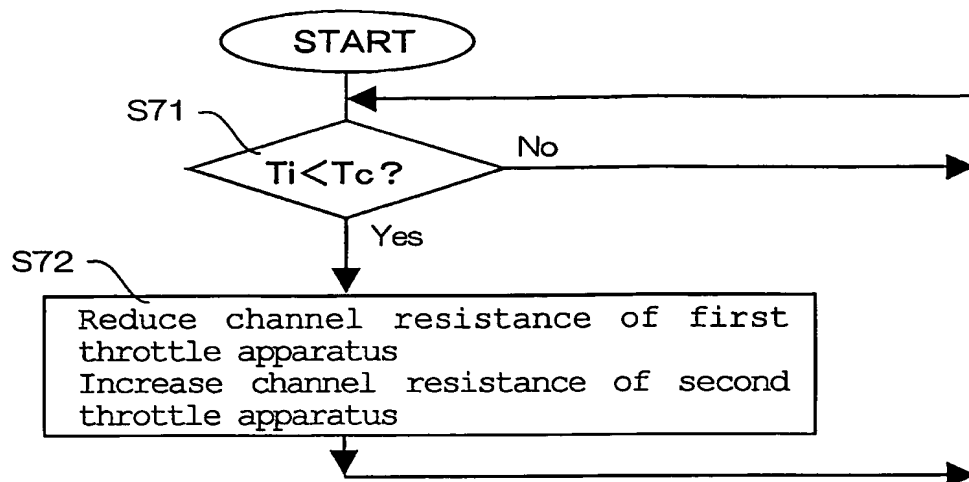 START
S71
Ti<Tc?
No
Yes
S72
Reduce channel resistance of first
throttle apparatus
Increase channel resistance of second
throttle apparatus